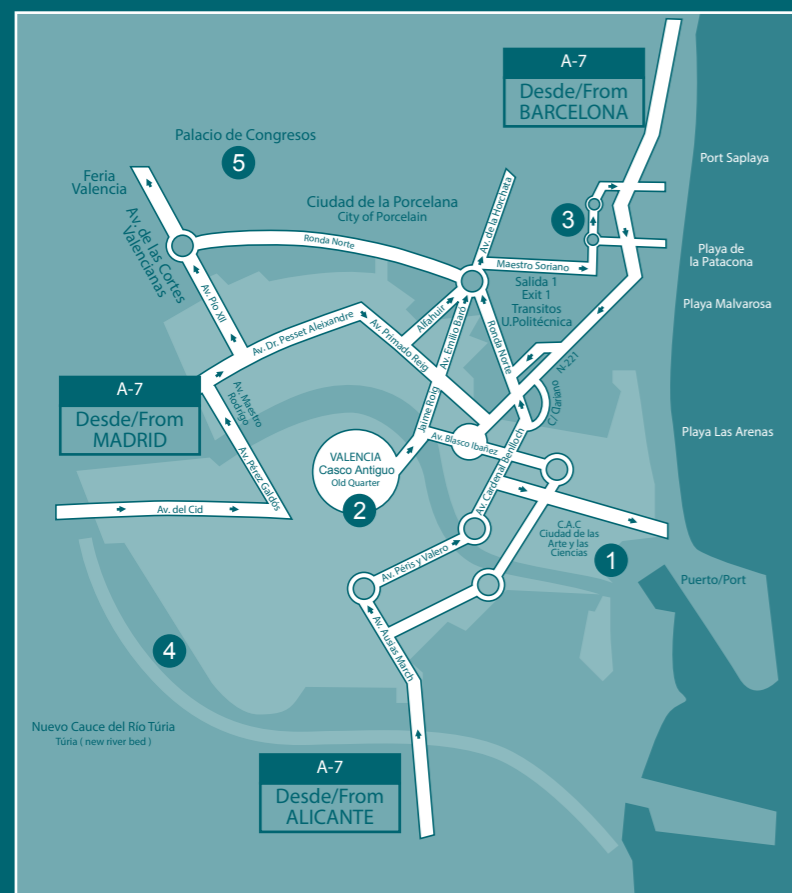 A-7
Desde/From
BARCELONA
Palacio de Congresos
5
Port Saplaya
Feria
Valencia
Ciudad de la Porcelana
City of Porcelain
Av. de la Horchata
3
Av. de las Cortes
Valencianas
Ronda Norte
Maestro Soriano
Playa de
la Patacona
Salida 1
Exit 1
Transitos
U.Politécnica
Av. Pío XII
Alfahuir
Av. Emilio Baró
Ronda Norte
Playa Malvarosa
Av. Dr. Pesset Aleixandre
Av. Primado Reig
N-221
A-7
Desde/From
MADRID
Av. Maestro
Rodrigo
Jaime Roig
C/ Clariano
Playa Las Arenas
Av. Pérez Galdós
VALENCIA
Casco Antiguo
Old Quarter
2
Av. Blasco Ibañez
Av. Cardenal Benlloch
Av. del Cid
C.A.C
Ciudad de las
Arte y las
Ciencias
1
Av. Péris y Valero
Puerto/Port
4
Av. Ausias March
Nuevo Cauce del Río Túria
Túria ( new river bed )
A-7
Desde/From
ALICANTE